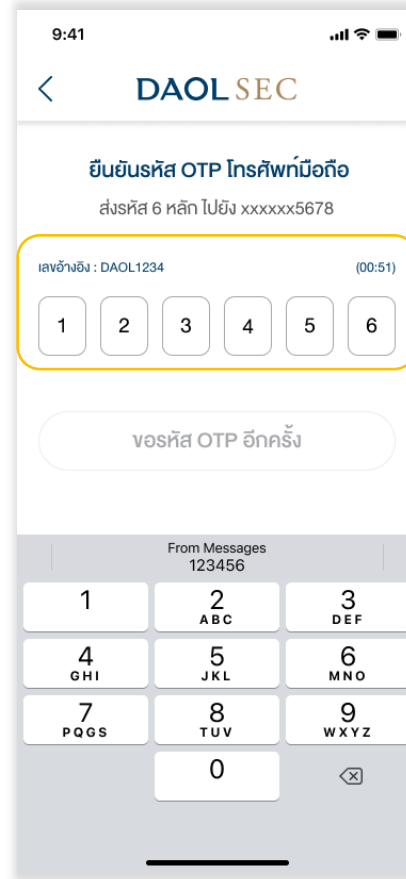 9:41
DAOL SEC
ยืนยันรหัส OTP โทรศัพท์มือถือ
ส่งรหัส 6 หลัก ไปยัง xxxxxx5678
เลขอ้างอิง : DAOL1234 (00:51)
1 2 3 4 5 6
ขอรหัส OTP อีกครั้ง
From Messages
123456
1 2 3
ABC DEF
4 5 6
GHI JKL MNO
7 8 9
PQGS TUV WXYZ
0